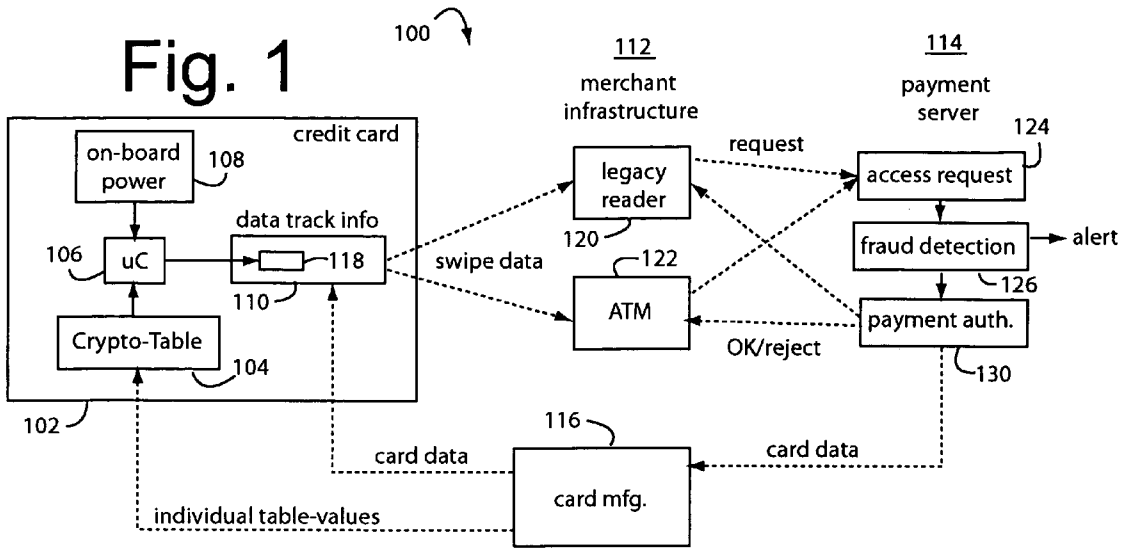 Fig. 1
100
112
merchant
infrastructure
114
payment
server
credit card
on-board
power
108
data track info
106
uC
118
110
Crypto-Table
104
102
swipe data
legacy
reader
120
122
ATM
request
OK/reject
124
access request
fraud detection
alert
126
payment auth.
130
116
card mfg.
card data
card data
individual table-values